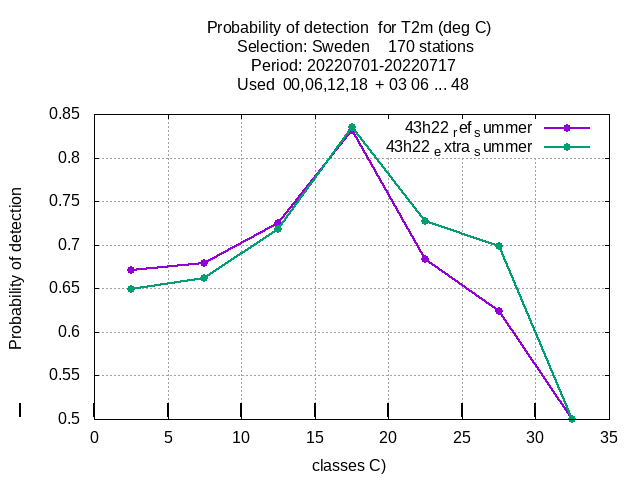 Probability of detection for T2m (deg C)
Selection: Sweden 170 stations
Period: 20220701-20220717
Used 00,06,12,18 + 03 06 ... 48
43h22 ref summer
43h22 extra summer
Probability of detection
0.85
0.8
0.75
0.7
0.65
0.6
0.55
0.5
0 5 10 15 20 25 30 35
classes C)